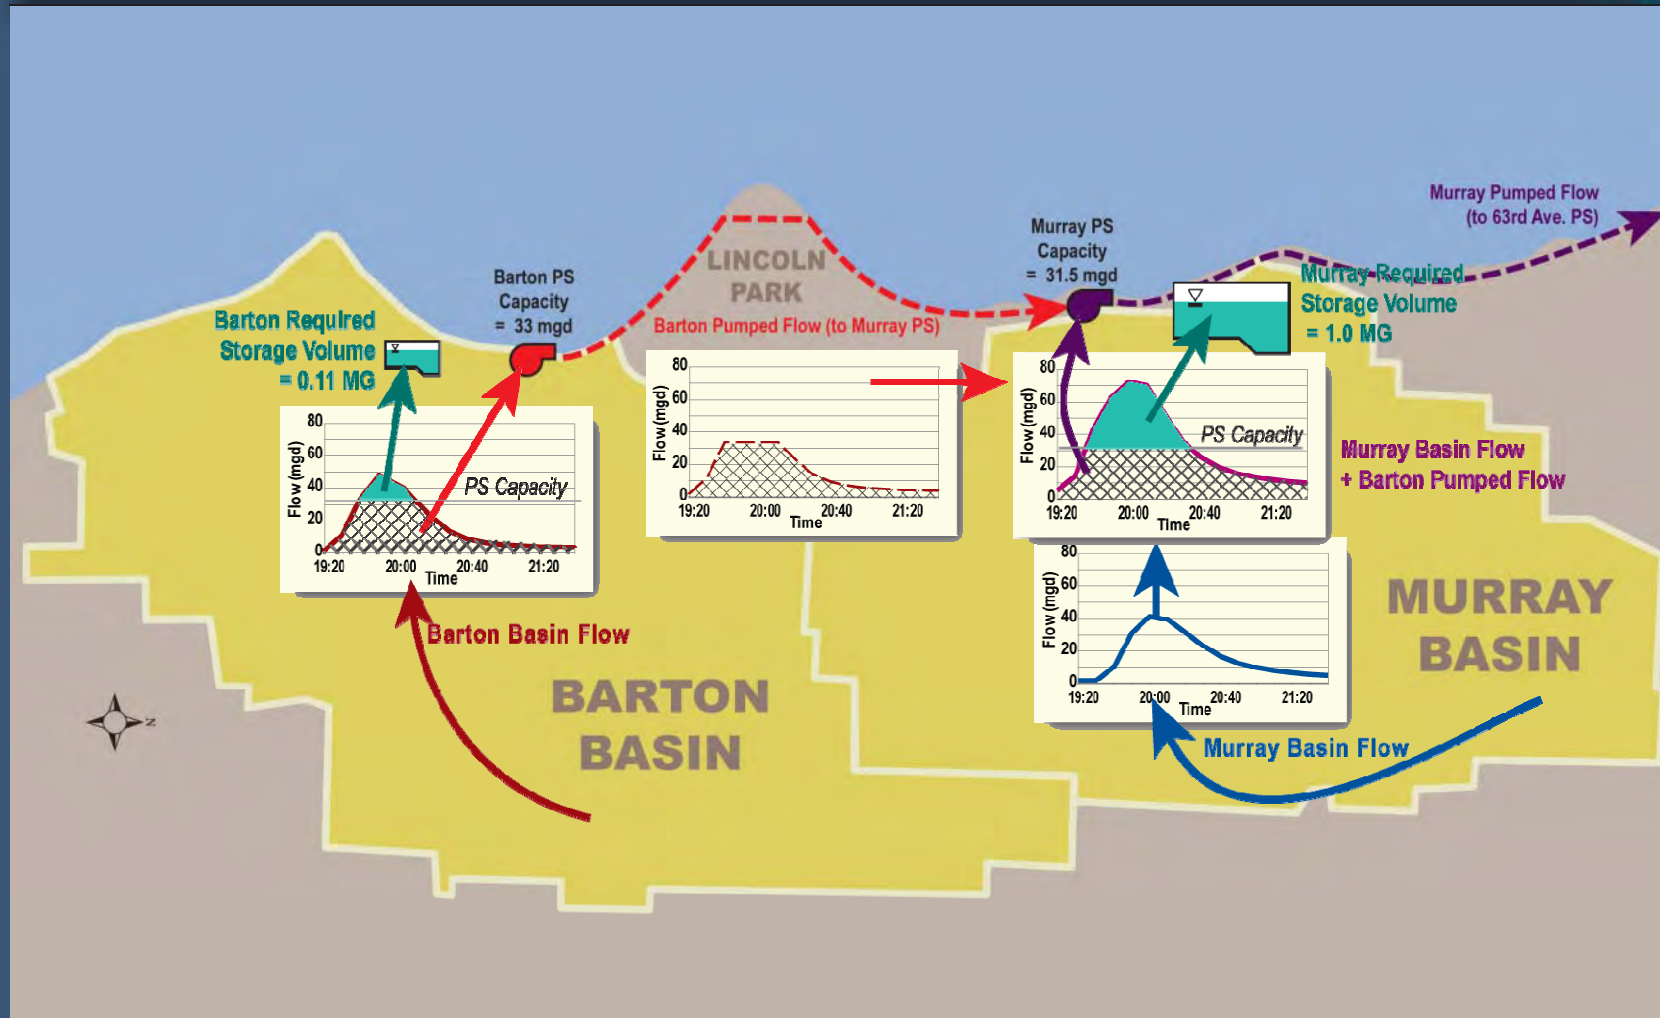 Murray Pumped Flow
(to 63rd Ave. PS)
Murray PS
Capacity
= 31.5 mgd
LINCOLN
PARK
Barton PS
Capacity
= 33 mgd
Murray Required
Storage Volume
= 1.0 MG
Barton Required
Storage Volume
= 0.11 MG
Barton Pumped Flow (to Murray PS)
80
60
40
20
0
Flow (mgd)
PS Capacity
19:20 20:00 20:40 21:20
Time
80
60
40
20
0
Flow (mgd)
19:20 20:00 20:40 21:20
Time
80
60
40
20
0
Flow (mgd)
PS Capacity
19:20 20:00 20:40 21:20
Time
Murray Basin Flow
+ Barton Pumped Flow
80
60
40
20
0
Flow (mgd)
19:20 20:00 20:40 21:20
Time
MURRAY
BASIN
Barton Basin Flow
BARTON
BASIN
Murray Basin Flow
N